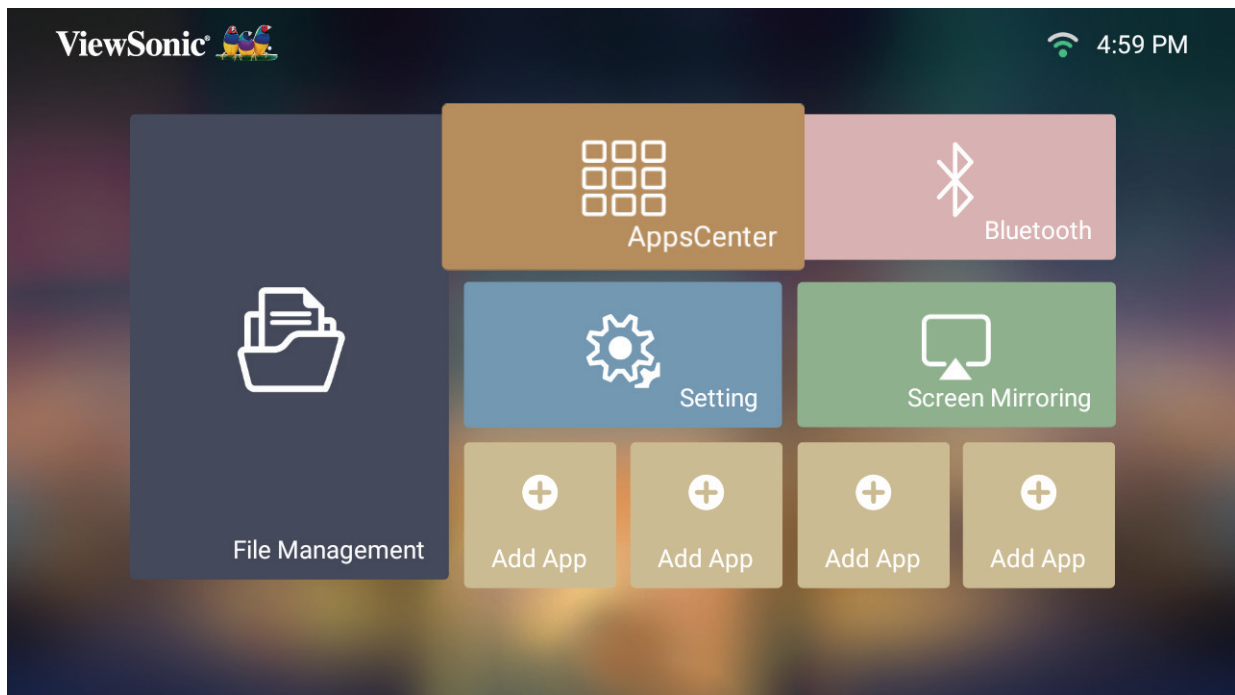 ViewSonic®
4:59 PM
AppsCenter
Bluetooth
Setting
Screen Mirroring
File Management
Add App
Add App
Add App
Add App